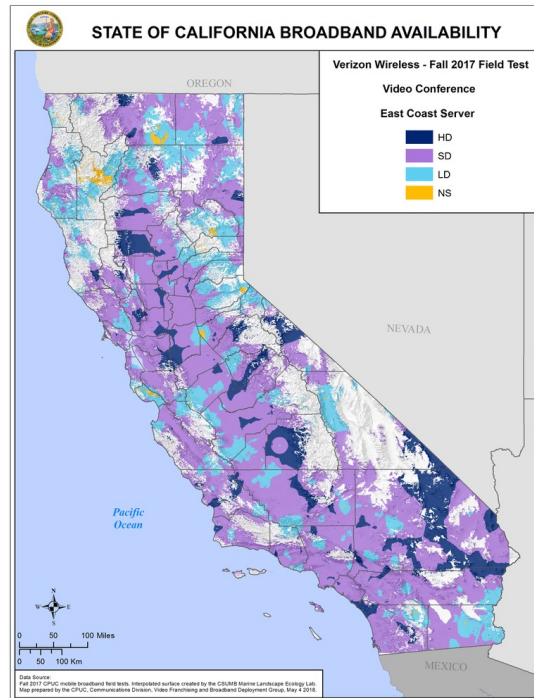 STATE OF CALIFORNIA BROADBAND AVAILABILITY
Verizon Wireless - Fall 2017 Field Test
Video Conference
East Coast Server
HD
SD
LD
NS
OREGON
NEVADA
Pacific
Ocean
N
W
E
S
0 50 100 Miles
0 50 100 Km
MEXICO
Data Source:
Fall 2017 CPUC mobile broadband field tests. Interpolated surface created by the CSUMB Marine Landscape Ecology Lab.
Map prepared by the CPUC, Communications Division, Video Franchising and Broadband Deployment Group, May 4 2018.